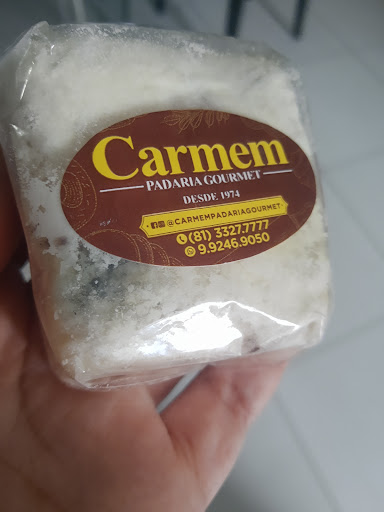 Carmem
PADARIA GOURMET
DESDE 1974
@CARMEMPADARIAGOURMET
(81) 3327.7777
9.9246.9050